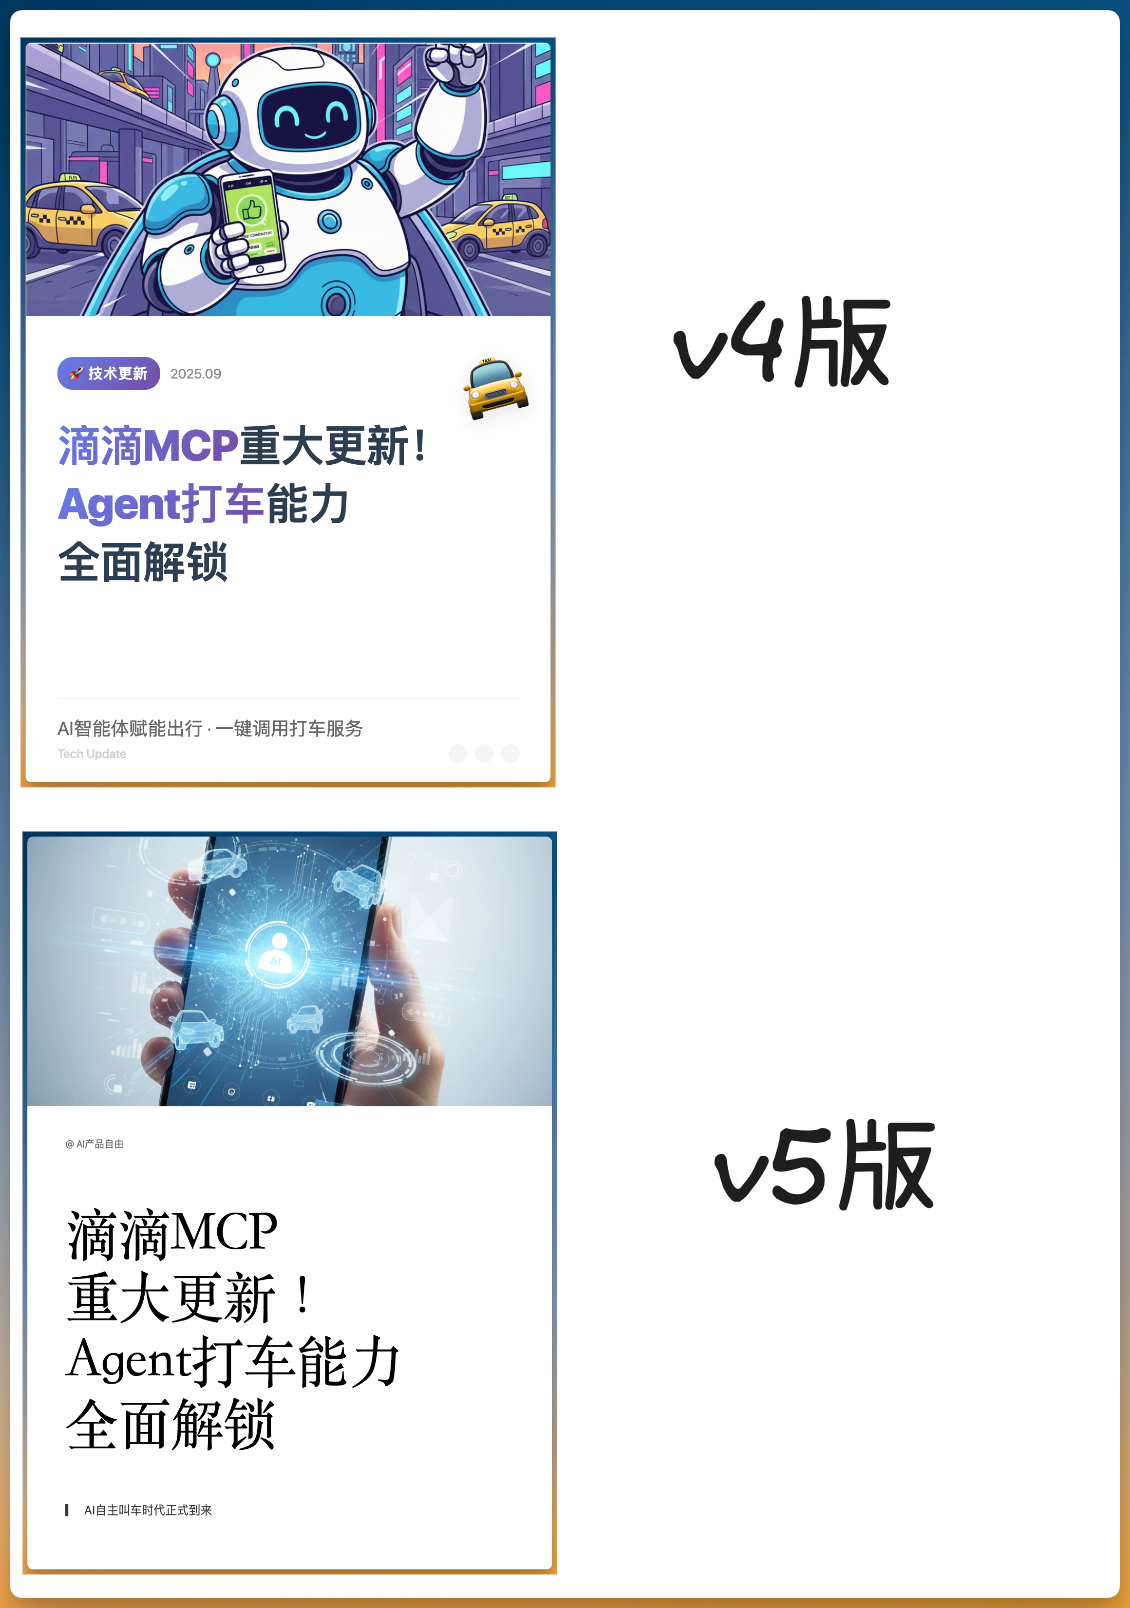 TAXI
🚀 技术更新 2025.09
滴滴MCP重大更新！
Agent打车能力
全面解锁
AI智能体赋能出行 · 一键调用打车服务
Tech Update
v4版
AI
@ AI产品自由
滴滴MCP
重大更新！
Agent打车能力
全面解锁
AI自主叫车时代正式到来
v5版